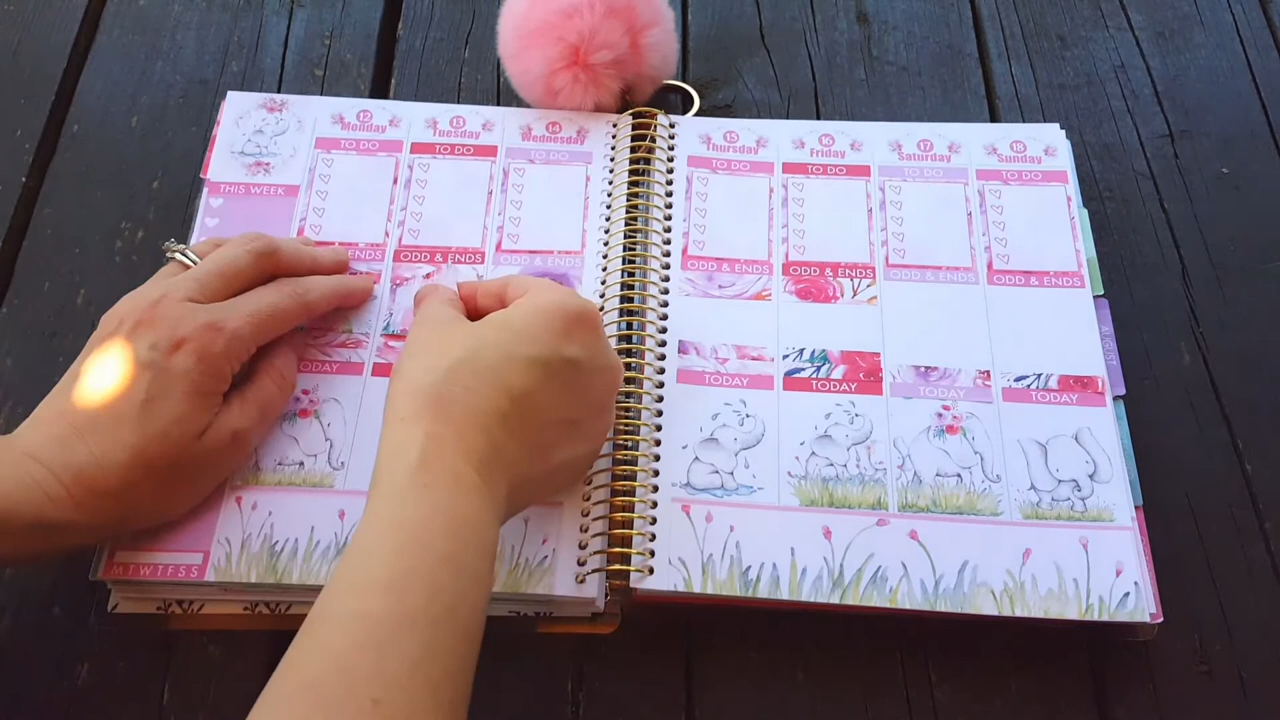 12
Monday
TO DO
THIS WEEK
ENDS
TODAY
M T W T F S S
13
Tuesday
TO DO
ODD & ENDS
14
Wednesday
TO DO
ODD & ENDS
15
Thursday
TO DO
ODD & ENDS
TODAY
16
Friday
TO DO
ODD & ENDS
TODAY
17
Saturday
TO DO
ODD & ENDS
TODAY
18
Sunday
TO DO
ODD & ENDS
TODAY
AUGUST